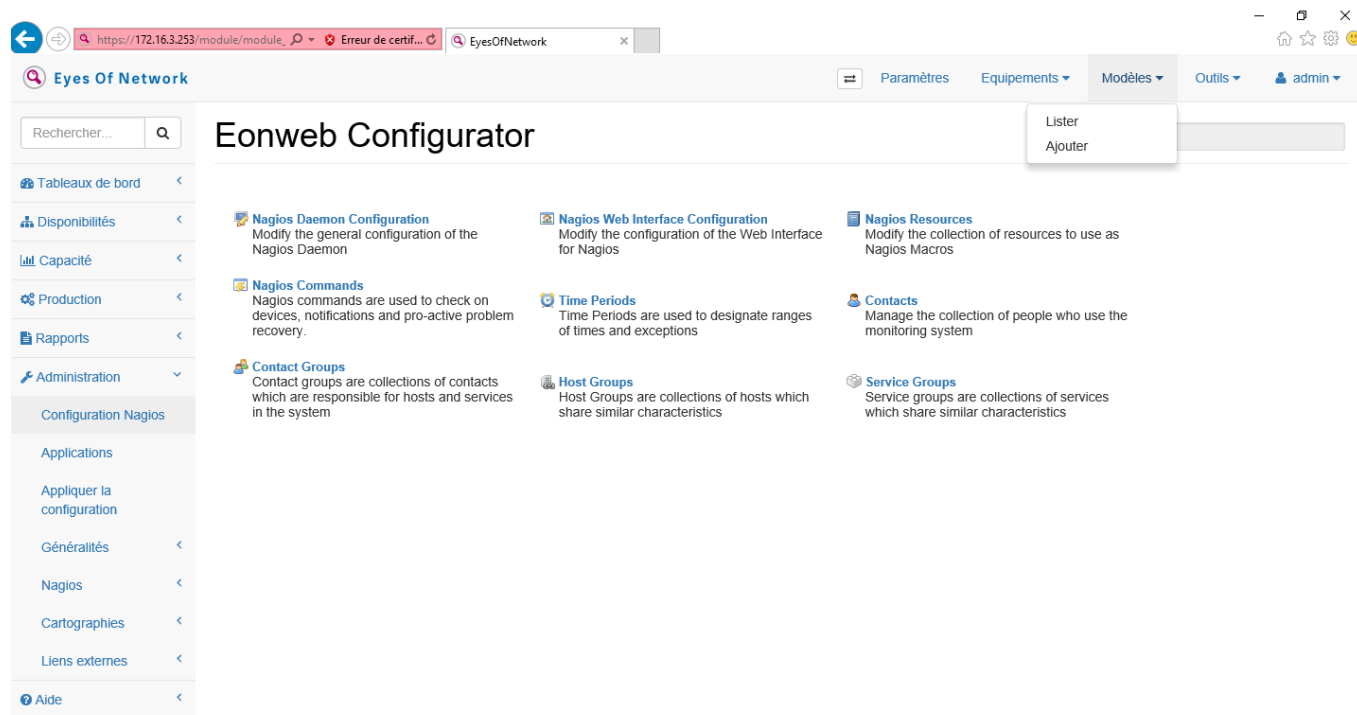 https://172.16.3.253/module/module_
Erreur de certif...
EyesOfNetwork
Eyes Of Network
Paramètres
Equipements
Modèles
Outils
admin
Lister
Ajouter
Rechercher...
Eonweb Configurator
Tableaux de bord
Disponibilités
Capacité
Production
Rapports
Administration
Configuration Nagios
Applications
Appliquer la
configuration
Généralités
Nagios
Cartographies
Liens externes
Aide
Nagios Daemon Configuration
Modify the general configuration of the
Nagios Daemon
Nagios Web Interface Configuration
Modify the configuration of the Web Interface
for Nagios
Nagios Resources
Modify the collection of resources to use as
Nagios Macros
Nagios Commands
Nagios commands are used to check on
devices, notifications and pro-active problem
recovery.
Time Periods
Time Periods are used to designate ranges
of times and exceptions
Contacts
Manage the collection of people who use the
monitoring system
Contact Groups
Contact groups are collections of contacts
which are responsible for hosts and services
in the system
Host Groups
Host Groups are collections of hosts which
share similar characteristics
Service Groups
Service groups are collections of services
which share similar characteristics